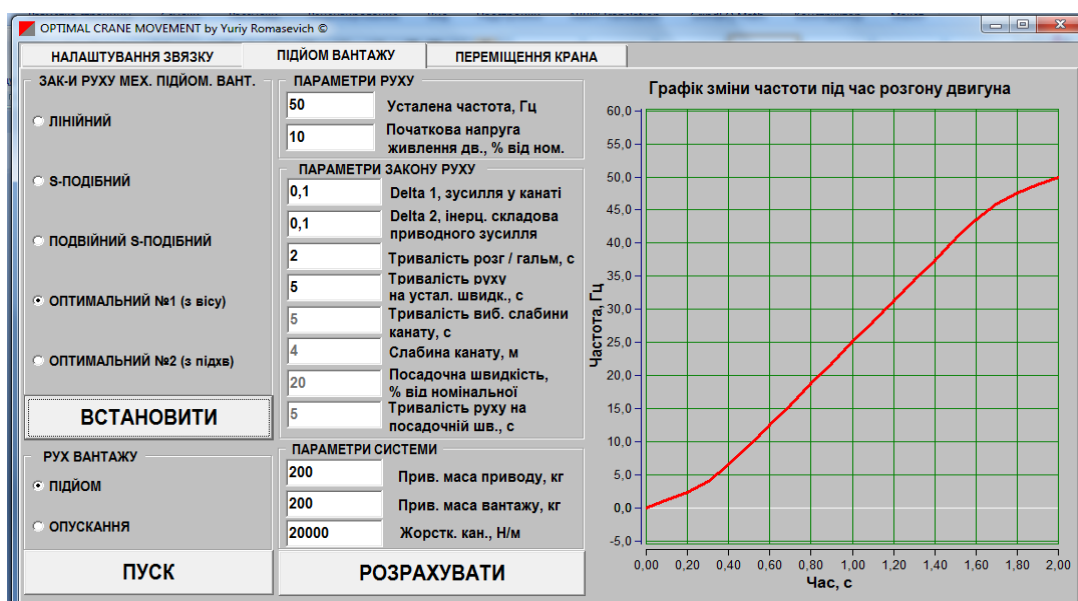 OPTIMAL CRANE MOVEMENT by Yuriy Romasevich ©
НАЛАШТУВАННЯ ЗВЯЗКУ
ПІДЙОМ ВАНТАЖУ
ПЕРЕМІЩЕННЯ КРАНА
ЗАК-И РУХУ МЕХ. ПІДЙОМ. ВАНТ.
ЛІНІЙНИЙ
S-ПОДІБНИЙ
ПОДВІЙНИЙ S-ПОДІБНИЙ
ОПТИМАЛЬНИЙ №1 (з вісу)
ОПТИМАЛЬНИЙ №2 (з підхв)
ВСТАНОВИТИ
РУХ ВАНТАЖУ
ПІДЙОМ
ОПУСКАННЯ
ПУСК
ПАРАМЕТРИ РУХУ
50 Усталена частота, Гц
10 Початкова напруга
живлення дв., % від ном.
ПАРАМЕТРИ ЗАКОНУ РУХУ
0,1 Delta 1, зусилля у канаті
0,1 Delta 2, інерц. складова
приводного зусилля
2 Тривалість розг / гальм, с
5 Тривалість руху
на устал. швидк., с
5 Тривалість виб. слабини
канату, с
4 Слабина канату, м
20 Посадочна швидкість,
% від номінальної
5 Тривалість руху на
посадочній шв., с
ПАРАМЕТРИ СИСТЕМИ
200 Прив. маса приводу, кг
200 Прив. маса вантажу, кг
20000 Жорстк. кан., Н/м
РОЗРАХУВАТИ
Графік зміни частоти під час розгону двигуна
60,0
55,0
50,0
45,0
40,0
35,0
30,0
25,0
20,0
15,0
10,0
5,0
0,0
-5,0
Частота, Гц
0,00 0,20 0,40 0,60 0,80 1,00 1,20 1,40 1,60 1,80 2,00
Час, с